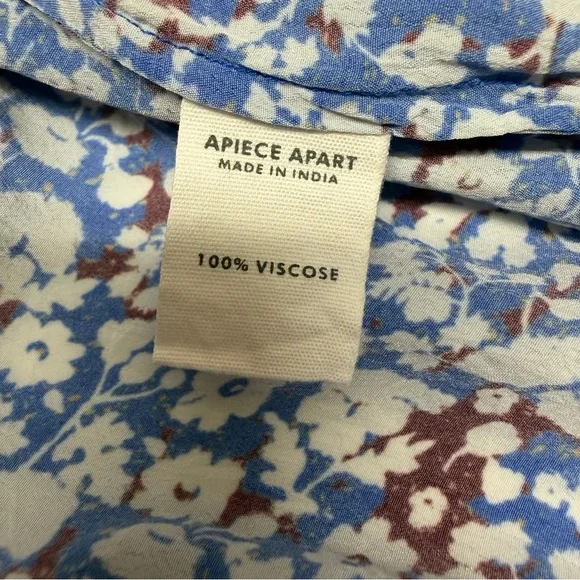 APIECE APART
MADE IN INDIA
100% VISCOSE